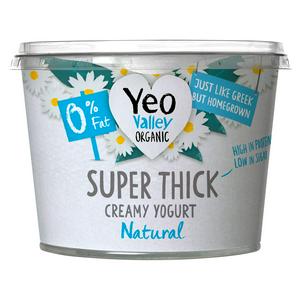 Yeo
Valley
ORGANIC
0%
Fat
JUST LIKE GREEK
BUT HOMEGROWN
HIGH IN PROTEIN
LOW IN SUGAR
SUPER THICK
CREAMY YOGURT
Natural